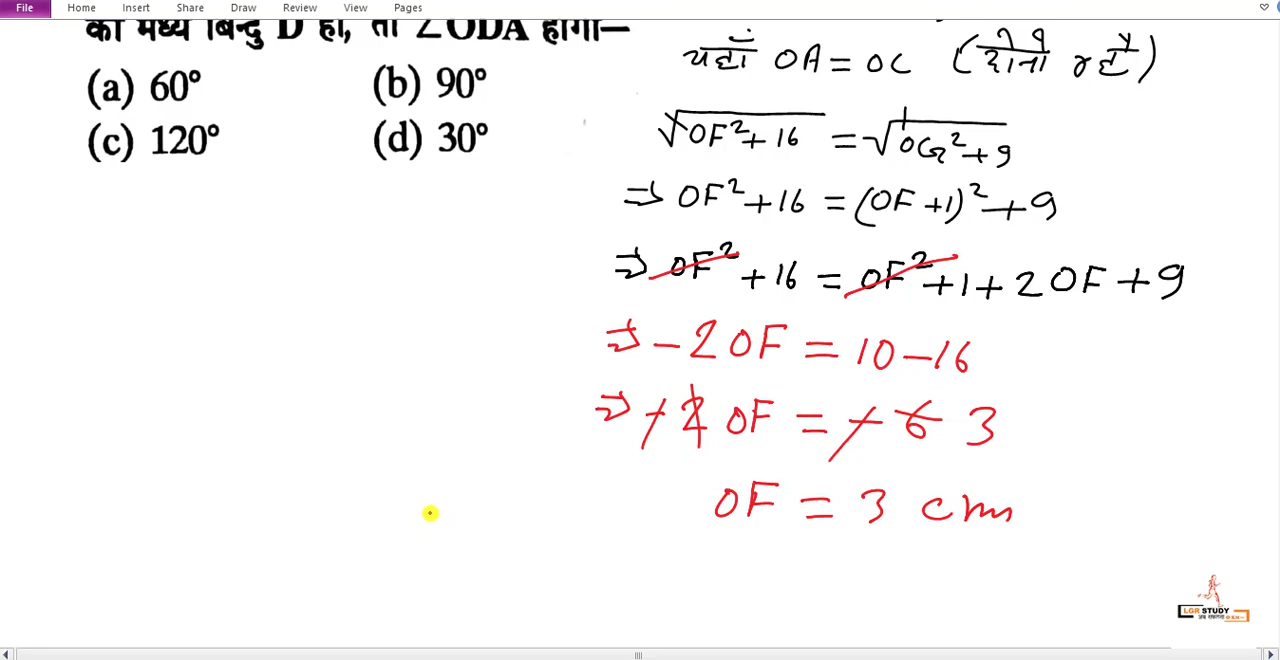 File Home Insert Share Draw Review View Pages
का मध्य बिन्दु D हो, तो ∠ODA होगा—
(a) 60° (b) 90°
(c) 120° (d) 30°
यहाँ OA = OC (दोनों
√OF²+16 = √OG²+9
⇒ OF²+16 = (OF+1)²+9
⇒ OF²+16 = OF²+1+2OF+9
⇒ -2OF = 10-16
⇒ -2OF = -6 3
OF = 3 cm
LGR STUDY